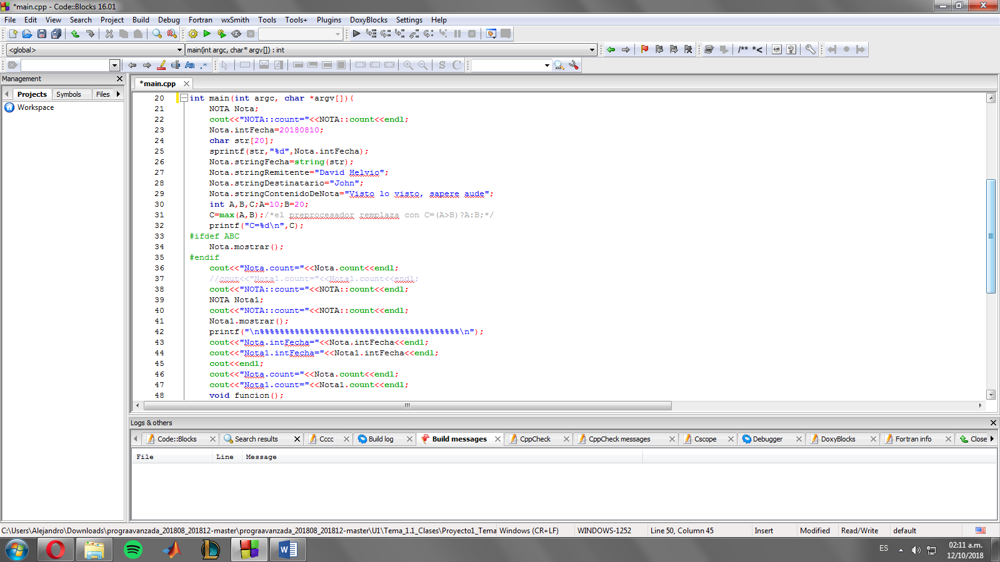 *main.cpp - Code::Blocks 16.01
File Edit View Search Project Build Debug Fortran wxSmith Tools Tools+ Plugins DoxyBlocks Settings Help
<global> main(int argc, char* argv[]) : int
/** *<
Aa .*
S C
Management
*main.cpp
Projects Symbols Files
Workspace
20 int main(int argc, char *argv[]){
21 NOTA Nota;
22 cout<<"NOTA::count="<<NOTA::count<<endl;
23 Nota.intFecha=20180810;
24 char str[20];
25 sprintf(str,"%d",Nota.intFecha);
26 Nota.stringFecha=string(str);
27 Nota.stringRemitente="David Helvio";
28 Nota.stringDestinatario="John";
29 Nota.stringContenidoDeNota="Visto lo visto, sapere aude";
30 int A,B,C;A=10;B=20;
31 C=max(A,B);/*el preprocesador remplaza con C=(A>B)?A:B;*/
32 printf("C=%d\n",C);
33 #ifdef ABC
34 Nota.mostrar();
35 #endif
36 cout<<"Nota.count="<<Nota.count<<endl;
37 //cout<<"Nota1.count="<<Nota1.count<<endl;
38 cout<<"NOTA::count="<<NOTA::count<<endl;
39 NOTA Nota1;
40 cout<<"NOTA::count="<<NOTA::count<<endl;
41 Nota1.mostrar();
42 printf("\n%%%%%%%%%%%%%%%%%%%%%%%%%%%%%%%%%%%%%%%%\n");
43 cout<<"Nota.intFecha="<<Nota.intFecha<<endl;
44 cout<<"Nota1.intFecha="<<Nota1.intFecha<<endl;
45 cout<<endl;
46 cout<<"Nota.count="<<Nota.count<<endl;
47 cout<<"Nota1.count="<<Nota1.count<<endl;
48 void funcion();
Logs & others
Code::Blocks Search results Cccc Build log Build messages CppCheck CppCheck messages Cscope Debugger DoxyBlocks Fortran info Close
File Line Message
C:\Users\Alejandro\Downloads\prograavanzada_201808_201812-master\prograavanzada_201808_201812-master\U1\Tema_1.1_Clases\Proyecto1_Tema Windows (CR+LF) WINDOWS-1252 Line 50, Column 45 Insert Modified Read/Write default
ES 02:11 a.m.
12/10/2018